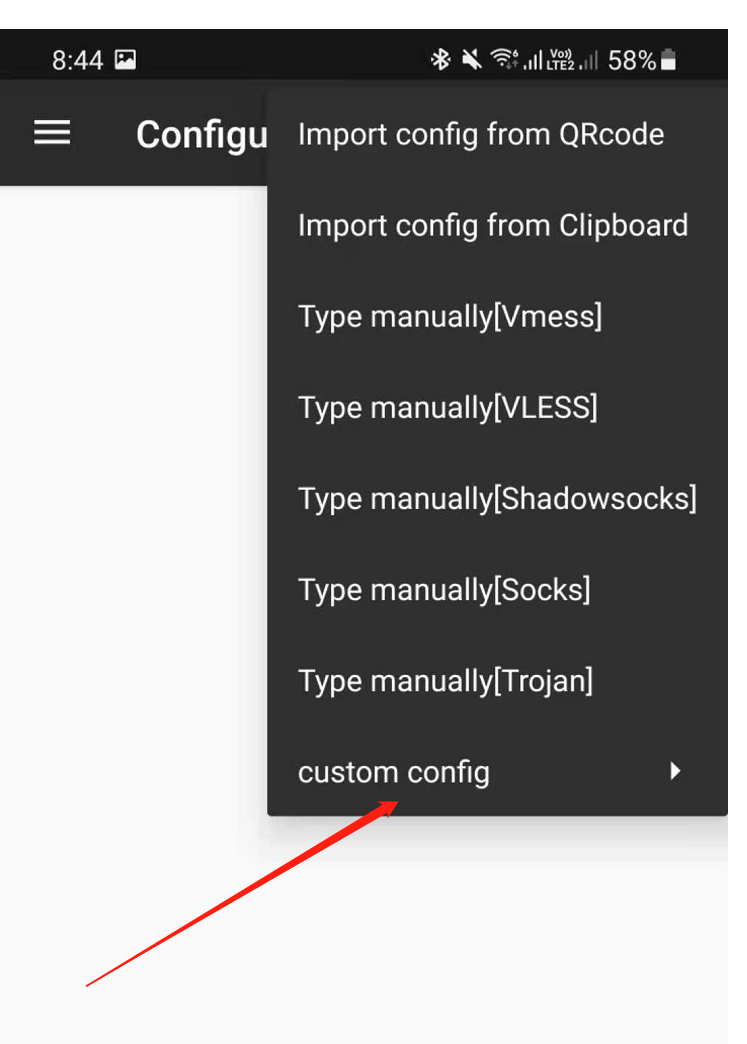 8:44
Vo))
LTE2
58%
Configu
Import config from QRcode
Import config from Clipboard
Type manually[Vmess]
Type manually[VLESS]
Type manually[Shadowsocks]
Type manually[Socks]
Type manually[Trojan]
custom config